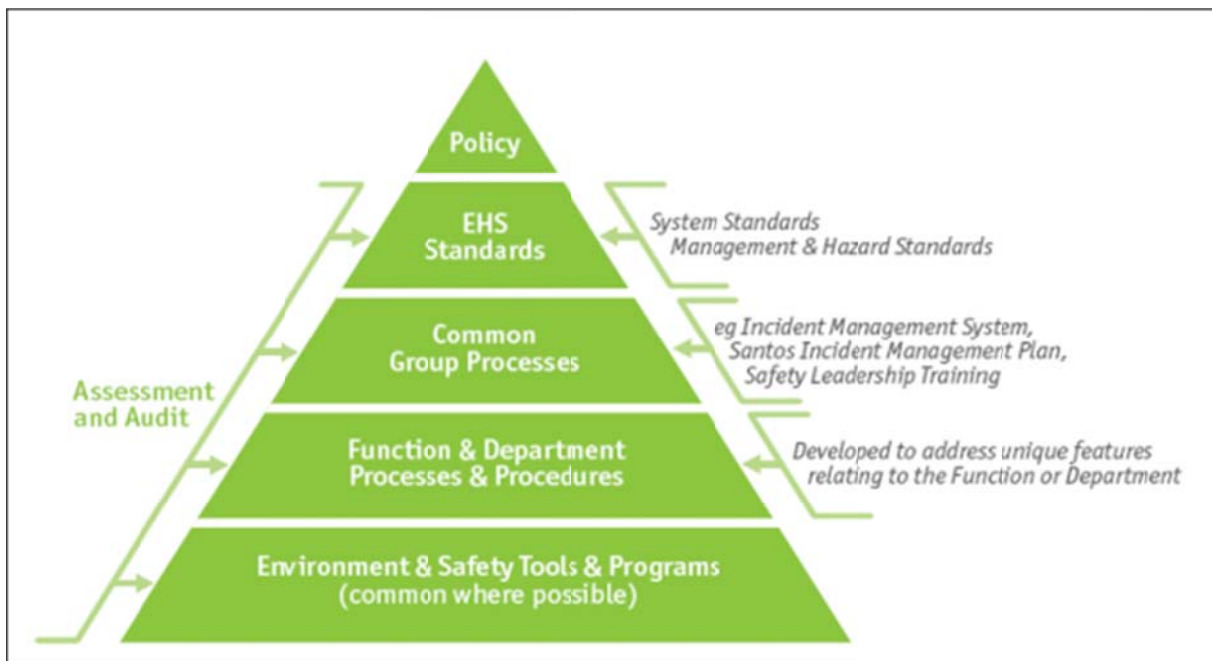 Policy
EHS
Standards
System Standards
Management & Hazard Standards
Common
Group Processes
eg Incident Management System,
Santos Incident Management Plan,
Safety Leadership Training
Assessment
and Audit
Function & Department
Processes & Procedures
Developed to address unique features
relating to the Function or Department
Environment & Safety Tools & Programs
(common where possible)